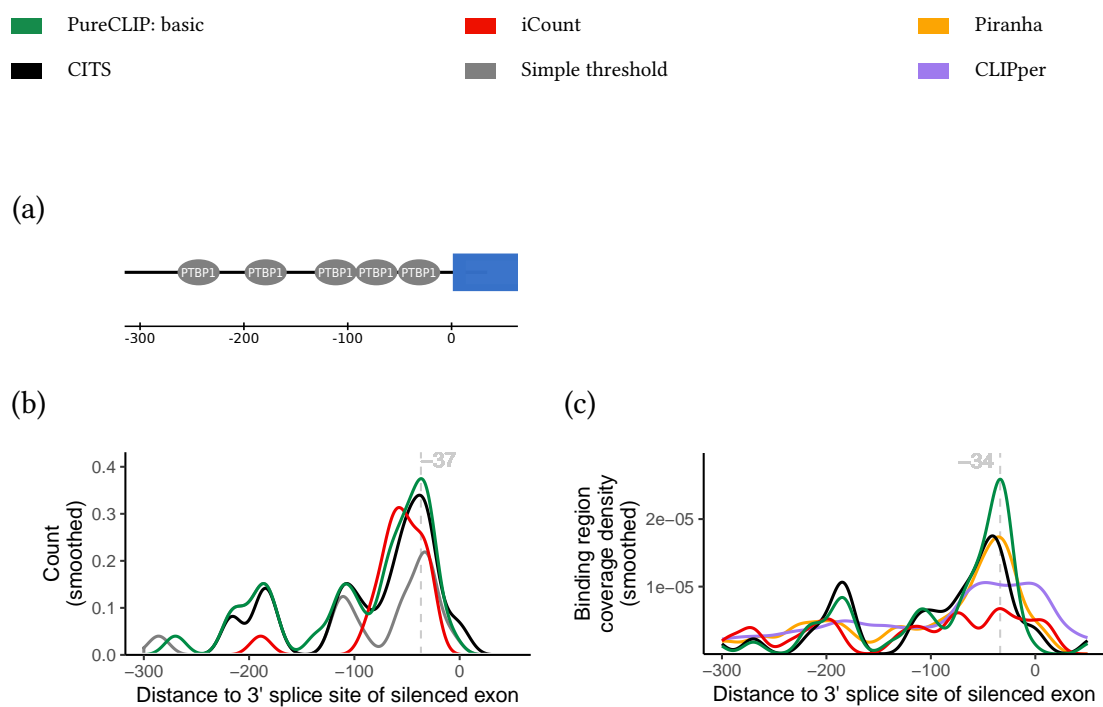 PureCLIP: basic
iCount
Piranha
CITS
Simple threshold
CLIPper
(a)
PTBP1 PTBP1 PTBP1 PTBP1 PTBP1
-300 -200 -100 0
(b)
(c)
Count
(smoothed)
0.4
0.3
0.2
0.1
0.0
−37
−300 −200 −100 0
Distance to 3' splice site of silenced exon
Binding region
coverage density
(smoothed)
2e−05
1e−05
−34
−300 −200 −100 0
Distance to 3' splice site of silenced exon